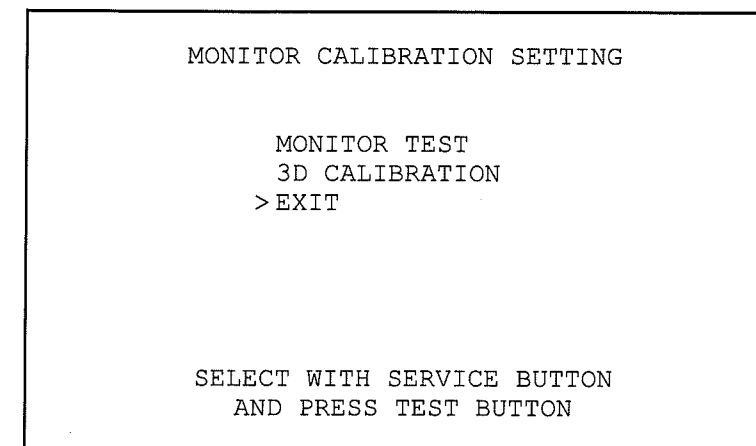 MONITOR CALIBRATION SETTING
MONITOR TEST
3D CALIBRATION
>EXIT
SELECT WITH SERVICE BUTTON
AND PRESS TEST BUTTON